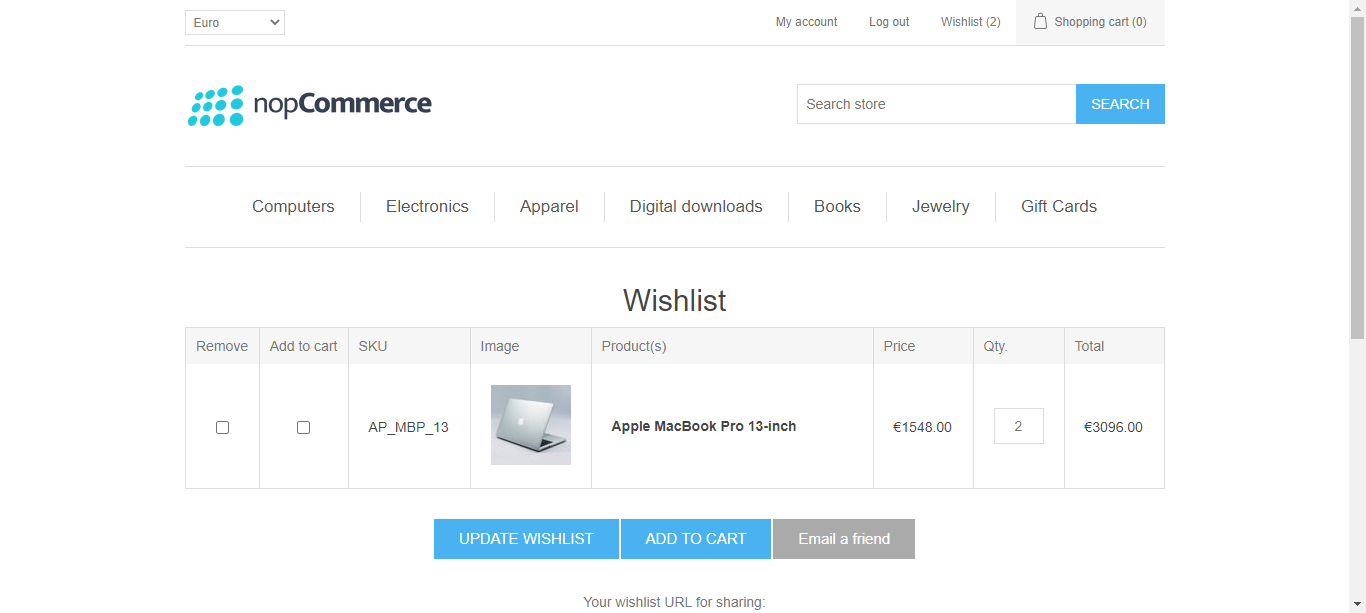 Euro
My account Log out Wishlist (2) Shopping cart (0)
nopCommerce
Search store SEARCH
Computers Electronics Apparel Digital downloads Books Jewelry Gift Cards
Wishlist
Remove Add to cart SKU Image Product(s) Price Qty. Total
AP_MBP_13 Apple MacBook Pro 13-inch €1548.00 2 €3096.00
UPDATE WISHLIST ADD TO CART Email a friend
Your wishlist URL for sharing: